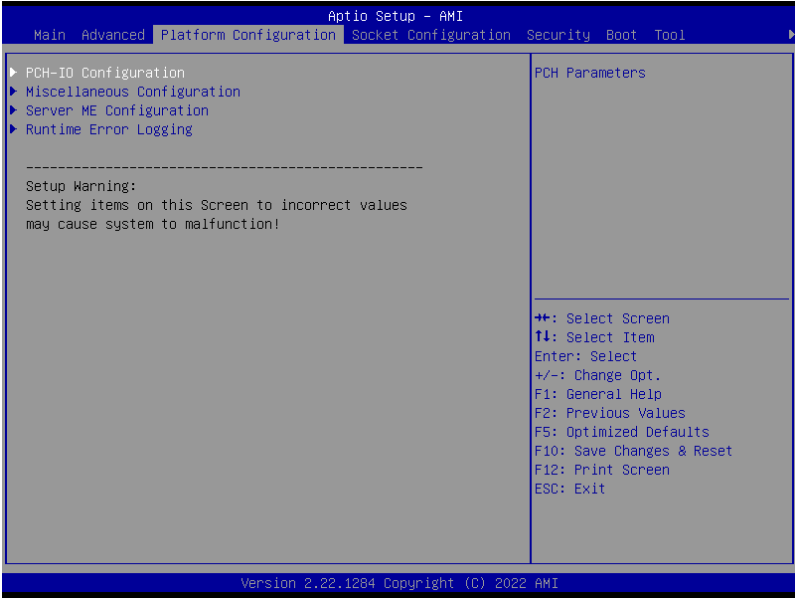 Aptio Setup – AMI
Main Advanced Platform Configuration Socket Configuration Security Boot Tool
PCH-IO Configuration
Miscellaneous Configuration
Server ME Configuration
Runtime Error Logging
-------------------------------------------------
Setup Warning:
Setting items on this Screen to incorrect values
may cause system to malfunction!
PCH Parameters
→←: Select Screen
↑↓: Select Item
Enter: Select
+/-: Change Opt.
F1: General Help
F2: Previous Values
F5: Optimized Defaults
F10: Save Changes & Reset
F12: Print Screen
ESC: Exit
Version 2.22.1284 Copyright (C) 2022 AMI